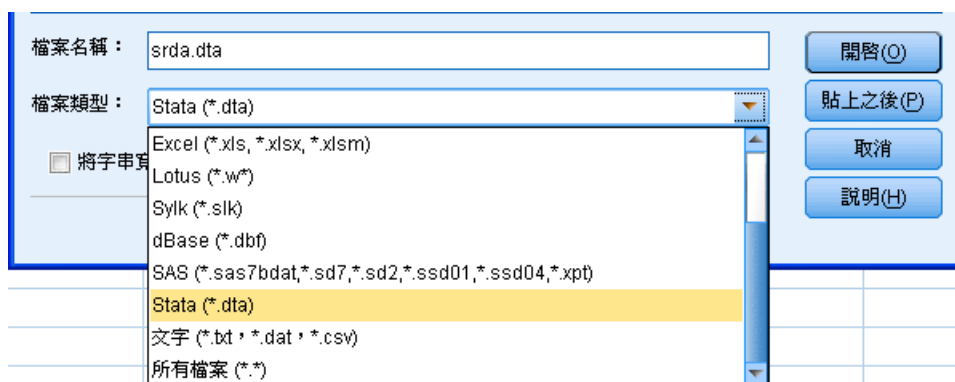 檔案名稱：
srda.dta
開啓(O)
檔案類型：
Stata (*.dta)
貼上之後(P)
Excel (*.xls, *.xlsx, *.xlsm)
取消
將字串寬
Lotus (*.w*)
說明(H)
Sylk (*.slk)
dBase (*.dbf)
SAS (*.sas7bdat,*.sd7,*.sd2,*.ssd01,*.ssd04,*.xpt)
Stata (*.dta)
文字 (*.txt，*.dat，*.csv)
所有檔案 (*.*)